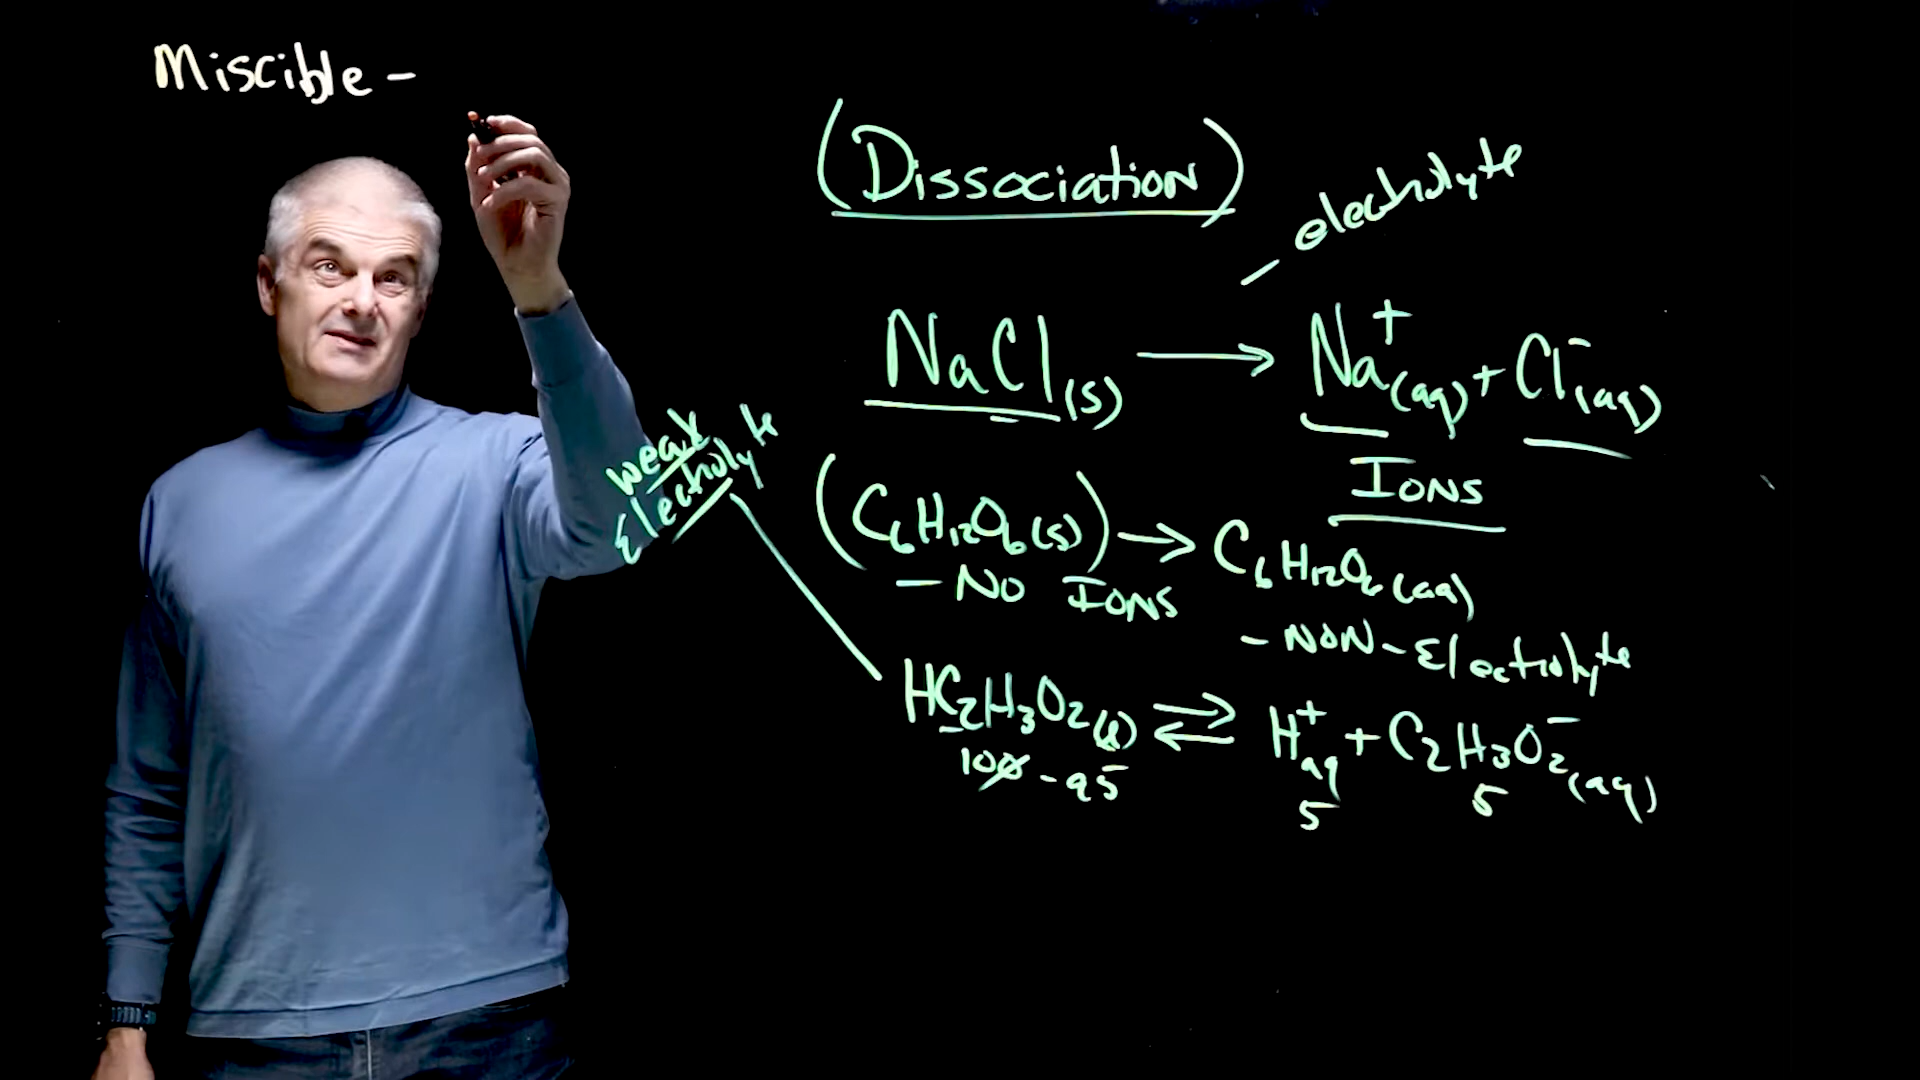 Miscible -
(Dissociation)
- electrolyte
NaCl(s) → Na⁺(aq) + Cl⁻(aq)
Ions
weak
Electrolyte
(C₆H₁₂O₆(s)) → C₆H₁₂O₆(aq)
- No Ions
- NON - Electrolyte
HC₂H₃O₂(l) ⇌ H⁺aq + C₂H₃O₂⁻(aq)
100 - 95
5
5